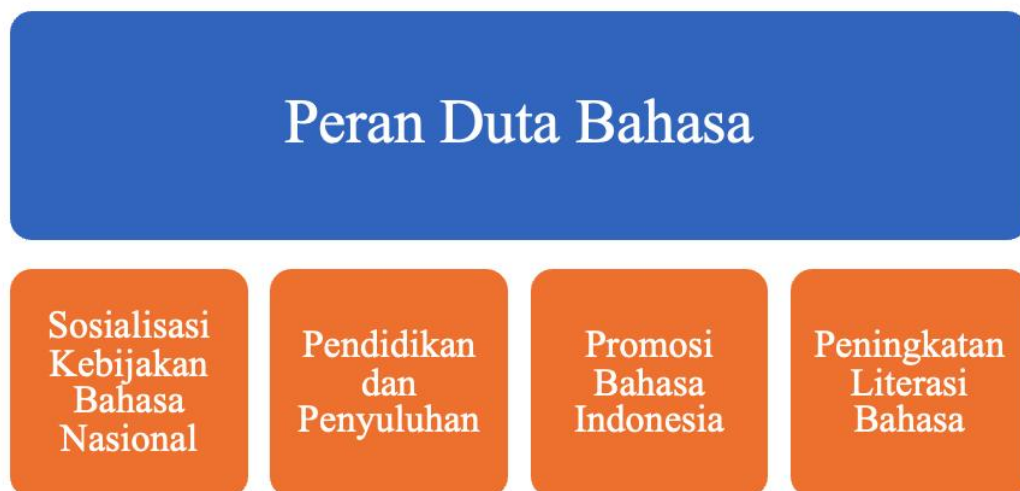 Peran Duta Bahasa
Sosialisasi
Kebijakan
Bahasa
Nasional
Pendidikan
dan
Penyuluhan
Promosi
Bahasa
Indonesia
Peningkatan
Literasi
Bahasa